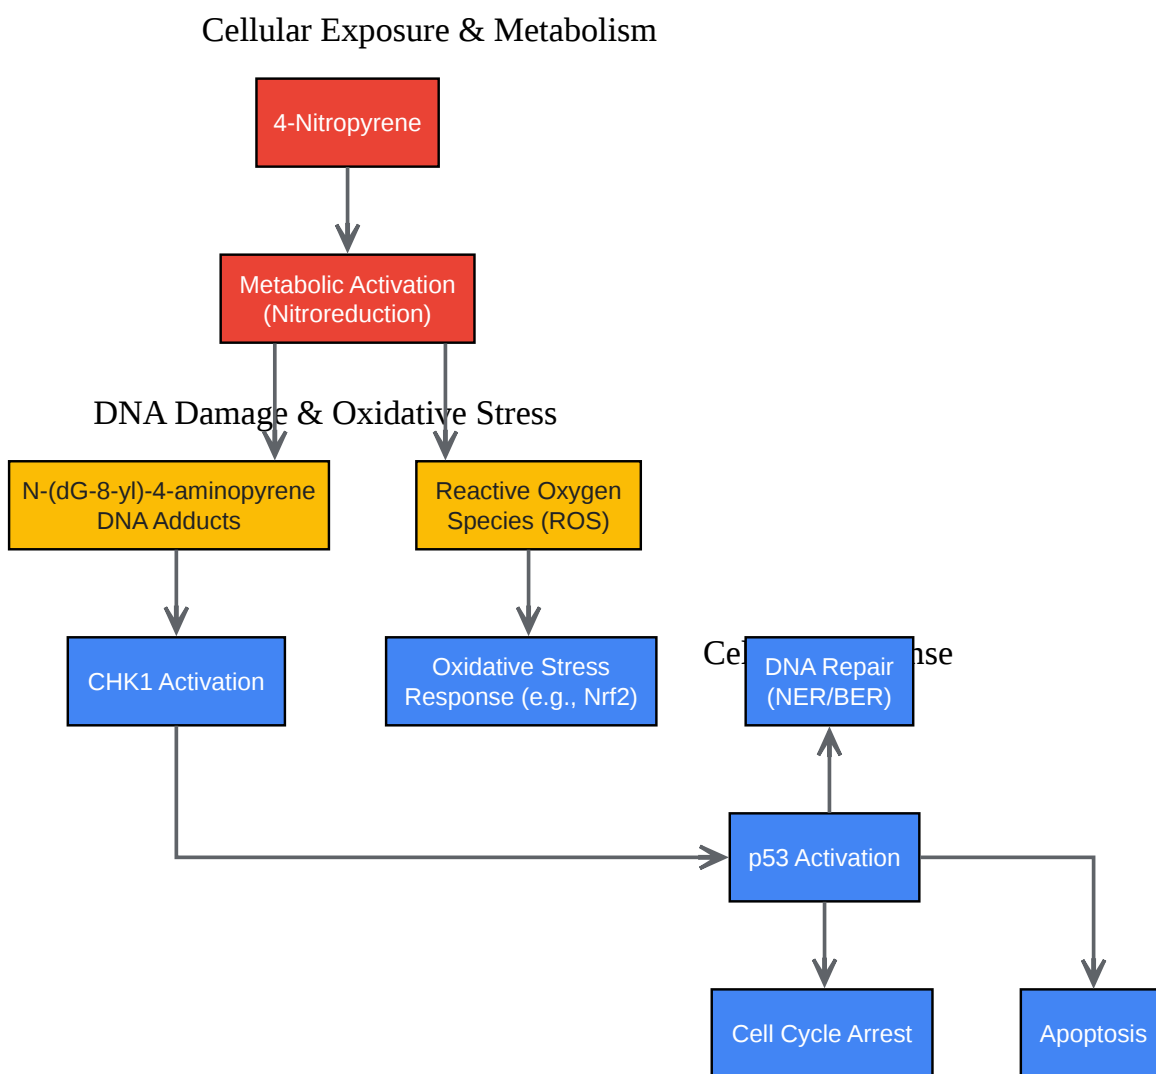 Cellular Exposure & Metabolism
4-Nitropyrene
Metabolic Activation
(Nitroreduction)
DNA Damage & Oxidative Stress
N-(dG-8-yl)-4-aminopyrene
DNA Adducts
Reactive Oxygen
Species (ROS)
CHK1 Activation
Oxidative Stress
Response (e.g., Nrf2)
DNA Repair
(NER/BER)
p53 Activation
Cell Cycle Arrest
Apoptosis